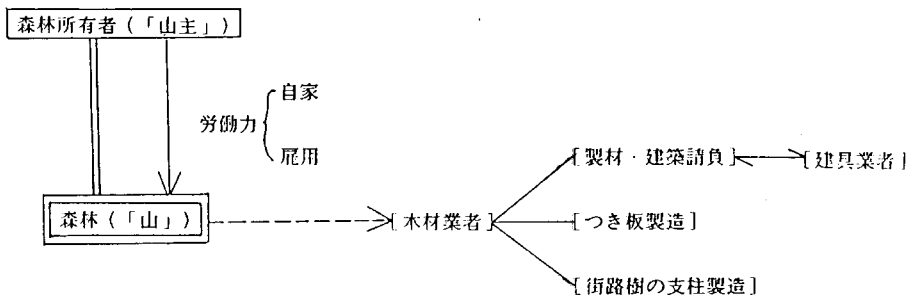 森林所有者(「山主」)
労働力
自家
雇用
[製材・建築請負]
[建具業者]
森林(「山」)
[木材業者]
[つき板製造]
[街路樹の支柱製造]